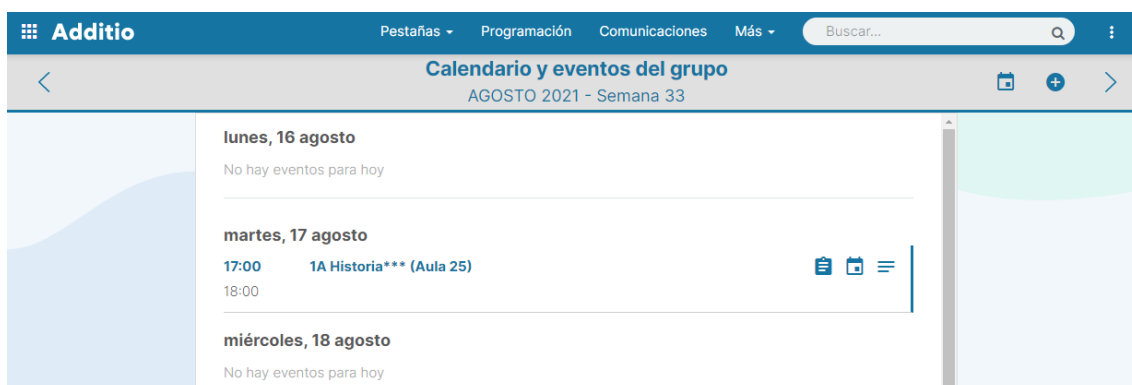 Additio Pestañas Programación Comunicaciones Más Buscar...
Calendario y eventos del grupo
AGOSTO 2021 - Semana 33
lunes, 16 agosto
No hay eventos para hoy
martes, 17 agosto
17:00 1A Historia*** (Aula 25)
18:00
miércoles, 18 agosto
No hay eventos para hoy